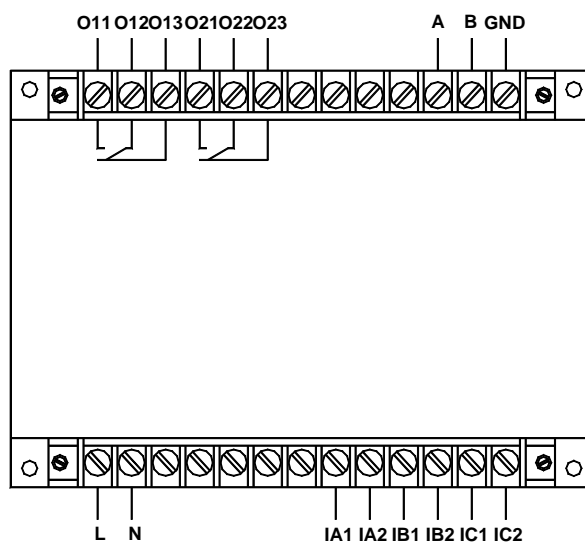 O11 O12 O13 O21 O22 O23 A B GND
L N IA1 IA2 IB1 IB2 IC1 IC2